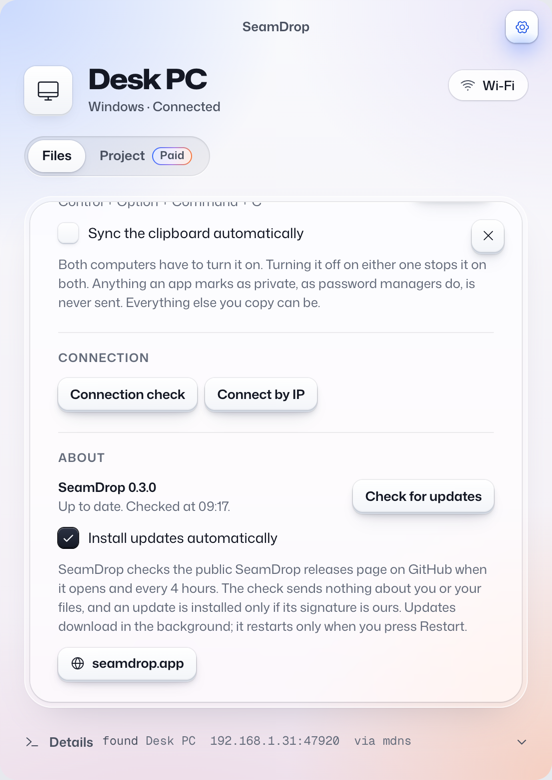 SeamDrop
Desk PC
Windows · Connected
Wi-Fi
Files
Project Paid
Control + Option + Command + C
Sync the clipboard automatically
Both computers have to turn it on. Turning it off on either one stops it on
both. Anything an app marks as private, as password managers do, is
never sent. Everything else you copy can be.
CONNECTION
Connection check
Connect by IP
ABOUT
SeamDrop 0.3.0
Up to date. Checked at 09:17.
Check for updates
Install updates automatically
SeamDrop checks the public SeamDrop releases page on GitHub when
it opens and every 4 hours. The check sends nothing about you or your
files, and an update is installed only if its signature is ours. Updates
download in the background; it restarts only when you press Restart.
seamdrop.app
Details found Desk PC 192.168.1.31:47920 via mdns